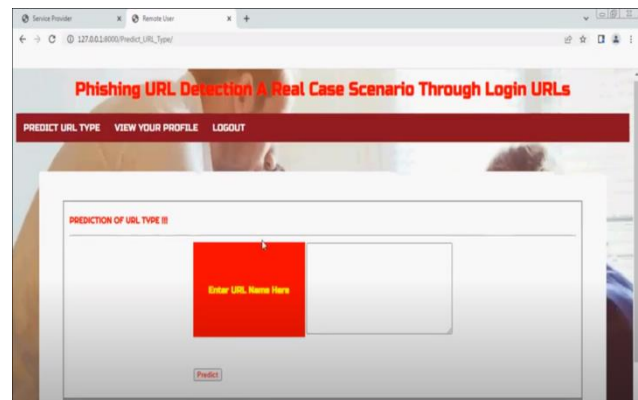 Service Provider
Remote User
127.0.0.1:8000/Predict_URL_Type/
Phishing URL Detection A Real Case Scenario Through Login URLs
PREDICT URL TYPE VIEW YOUR PROFILE LOGOUT
PREDICTION OF URL TYPE !!!
Enter URL Name Here
Predict